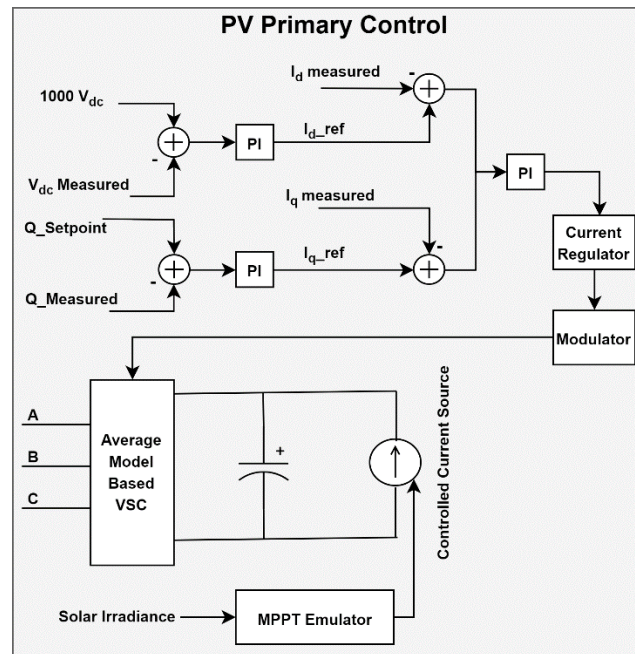 PV Primary Control
I_d measured
-
1000 V_dc
PI
I_d_ref
-
V_dc Measured
PI
I_q measured
Q_Setpoint
-
Current
Regulator
PI
I_q_ref
-
Q_Measured
Modulator
A
B
C
Average
Model
Based
VSC
+
Controlled Current Source
Solar Irradiance
MPPT Emulator